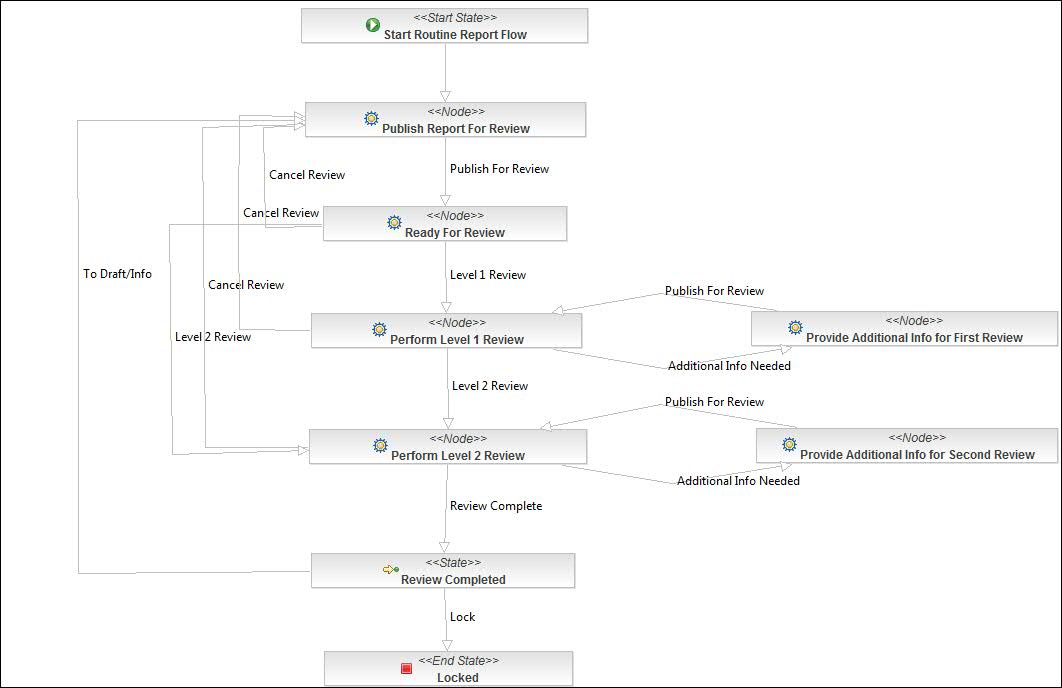 <<Start State>>
Start Routine Report Flow
<<Node>>
Publish Report For Review
Publish For Review
Cancel Review
Cancel Review
<<Node>>
Ready For Review
To Draft/Info
Level 1 Review
Cancel Review
Publish For Review
<<Node>>
Perform Level 1 Review
<<Node>>
Provide Additional Info for First Review
Level 2 Review
Additional Info Needed
Level 2 Review
Publish For Review
<<Node>>
Perform Level 2 Review
<<Node>>
Provide Additional Info for Second Review
Additional Info Needed
Review Complete
<<State>>
Review Completed
Lock
<<End State>>
Locked